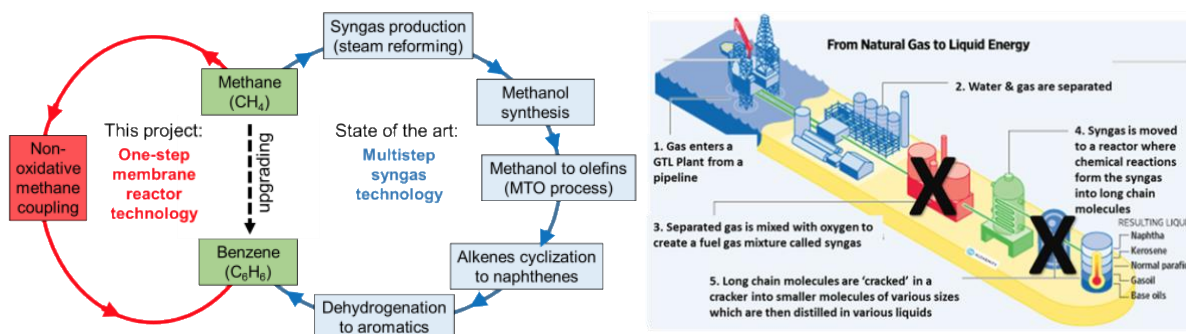 Syngas production
(steam reforming)
Methane
(CH4)
Methanol
synthesis
This project:
One-step
membrane
reactor
technology
Non-
oxidative
methane
coupling
upgrading
State of the art:
Multistep
syngas
technology
Methanol to olefins
(MTO process)
Benzene
(C6H6)
Alkenes cyclization
to naphthenes
Dehydrogenation
to aromatics
From Natural Gas to Liquid Energy
2. Water & gas are separated
1. Gas enters a
GTL Plant from a
pipeline
4. Syngas is moved
to a reactor where
chemical reactions
form the syngas
into long chain
molecules
X
3. Separated gas is mixed with oxygen to
create a fuel gas mixture called syngas
X
RESULTING LIQU
Naphtha
Kerosene
Normal parafi
Gasoil
Base oils
5. Long chain molecules are 'cracked' in a
cracker into smaller molecules of various sizes
which are then distilled in various liquids